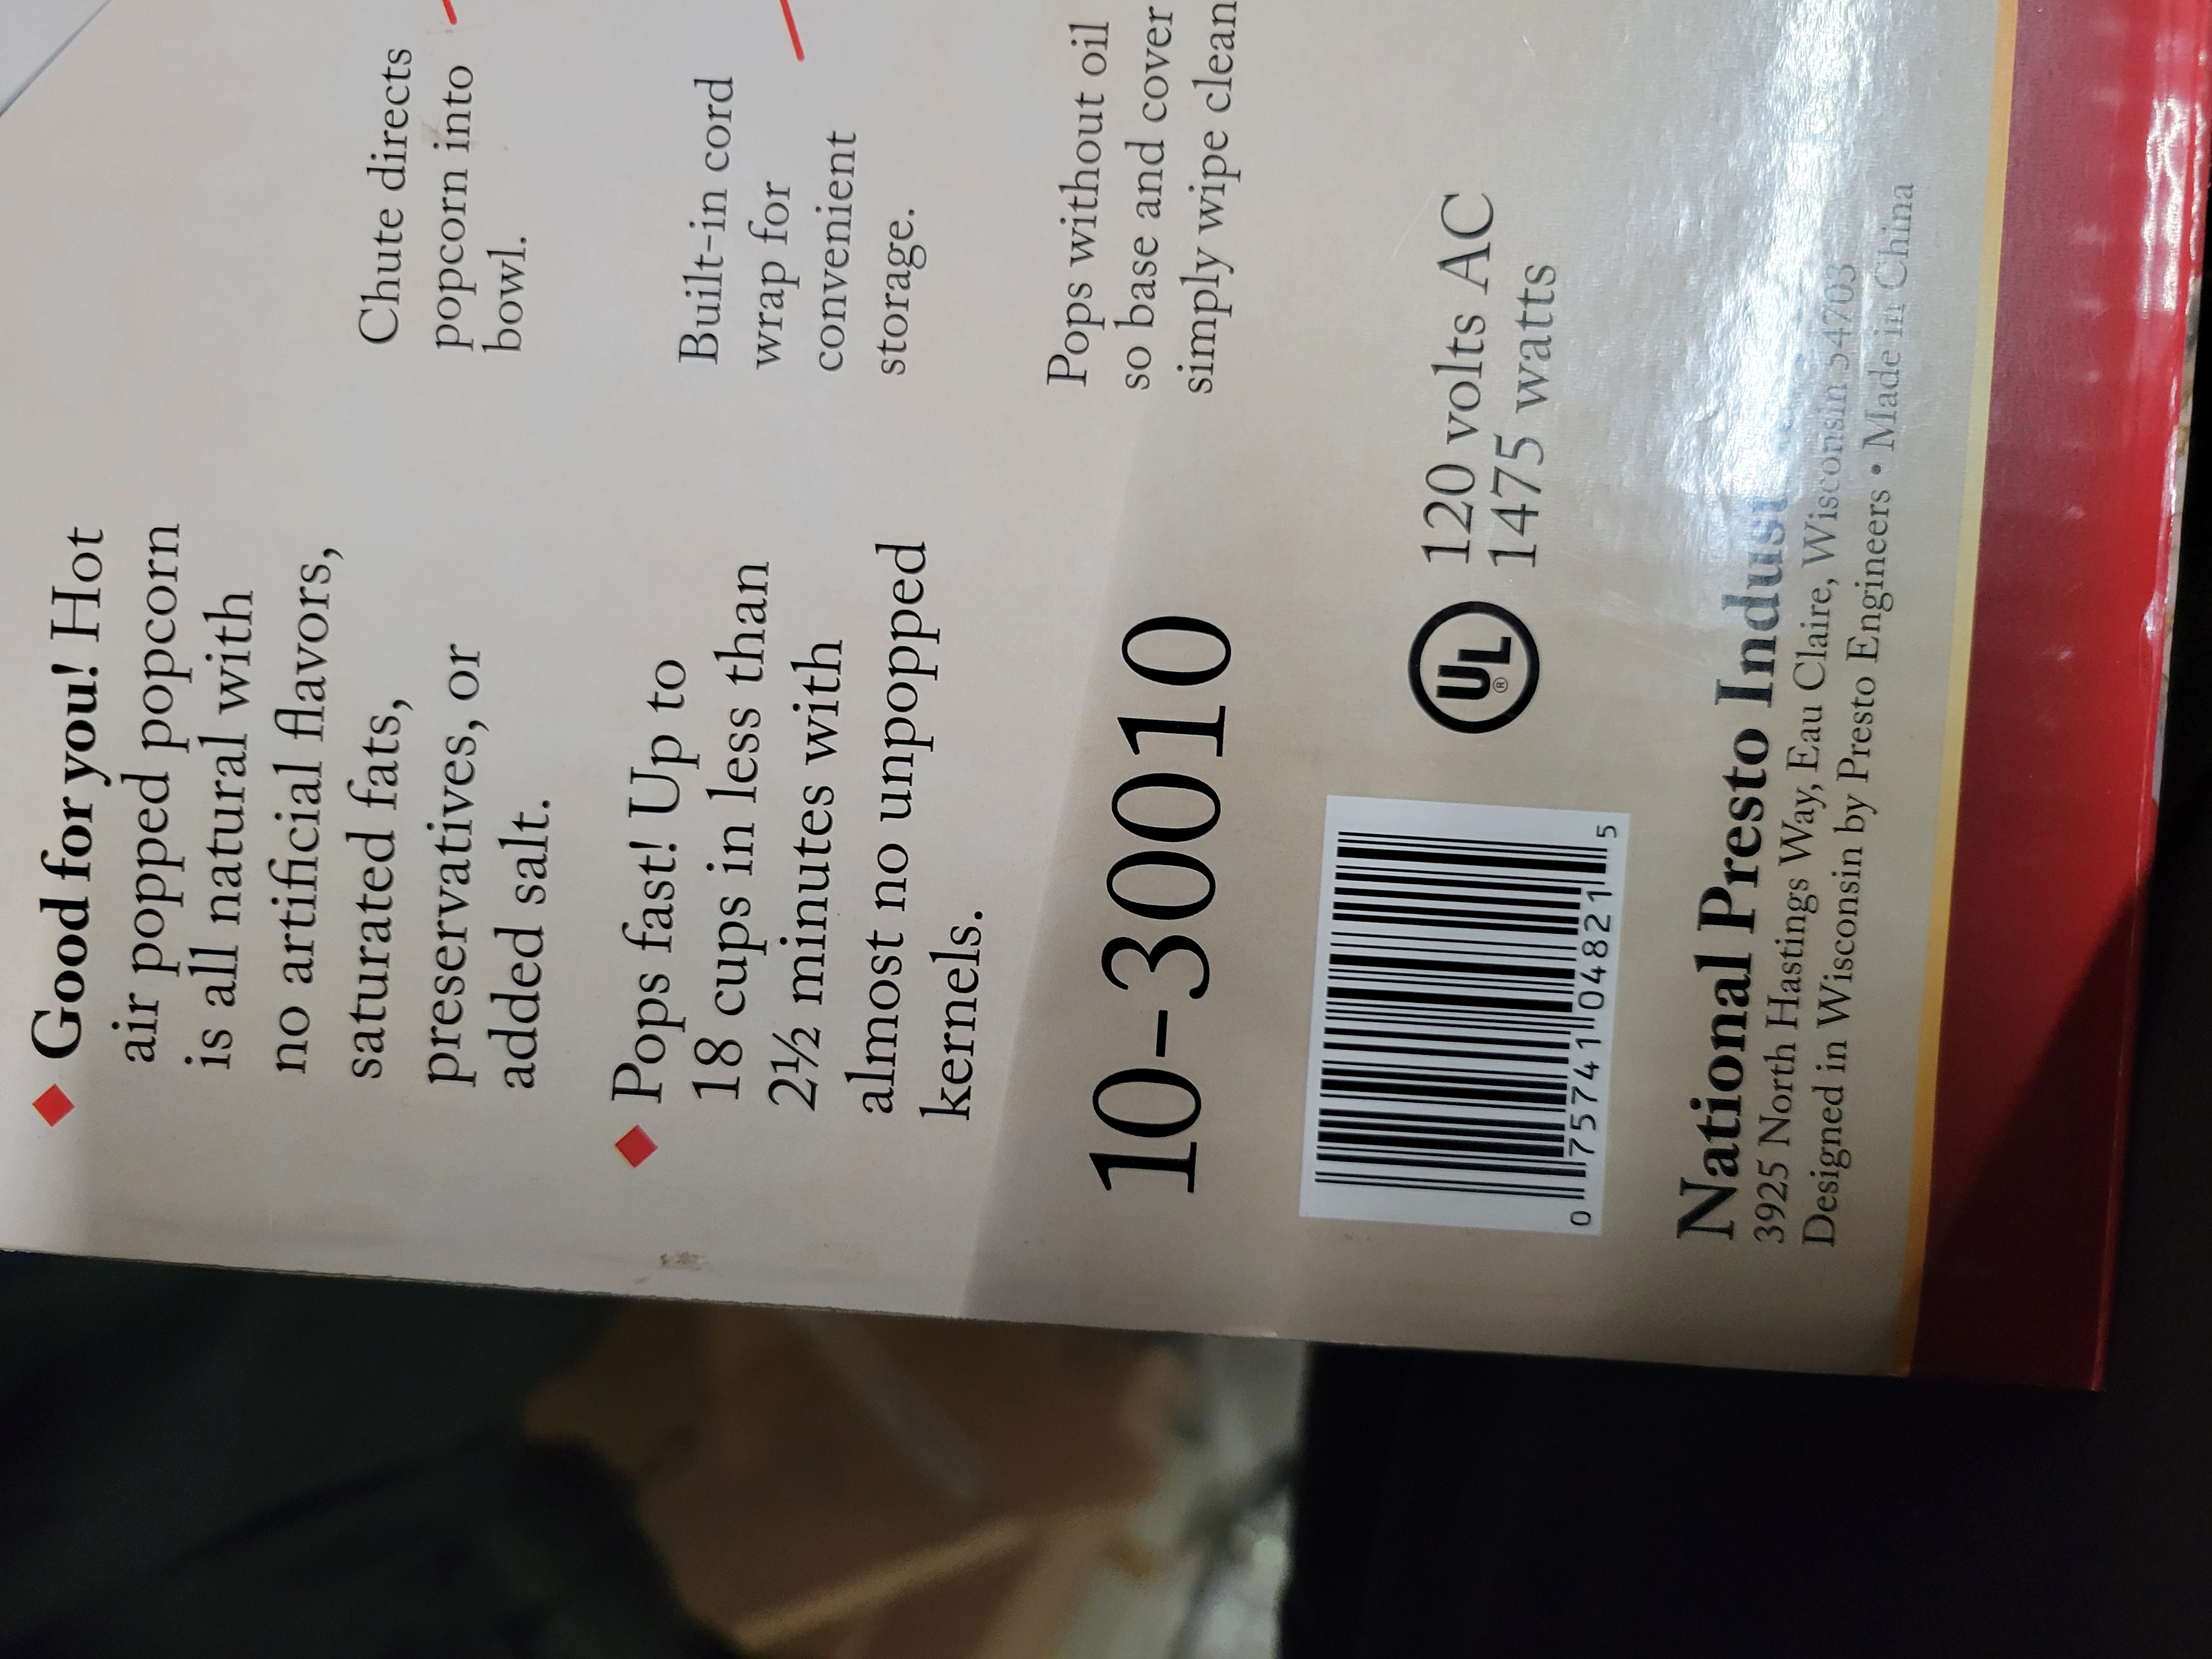 Good for you! Hot
air popped popcorn
is all natural with
no artificial flavors,
saturated fats,
preservatives, or
added salt.
Pops fast! Up to
18 cups in less than
2½ minutes with
almost no unpopped
kernels.
Chute directs
popcorn into
bowl.
Built-in cord
wrap for
convenient
storage.
Pops without oil
so base and cover
simply wipe clean
10-30010
0 75741 04821 5
UL ®
120 volts AC
1475 watts
National Presto
3925 North Hastings Way, Eau Claire, Wisconsin 54703
Designed in Wisconsin by Presto Engineers • Made in China